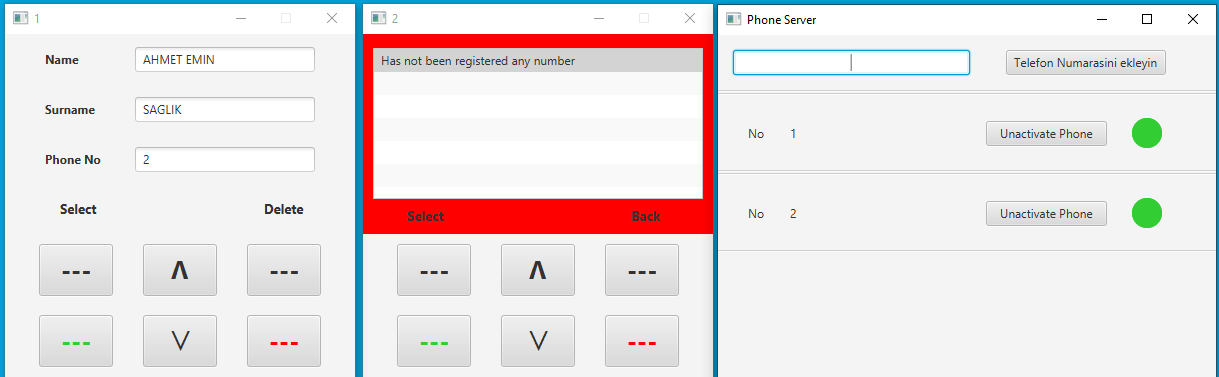 1
Name AHMET EMIN
Surname SAGLIK
Phone No 2
Select Delete
--- Λ ---
--- V ---
2
Has not been registered any number
Select Back
--- Λ ---
--- V ---
Phone Server
Telefon Numarasini ekleyin
No 1 Unactivate Phone
No 2 Unactivate Phone